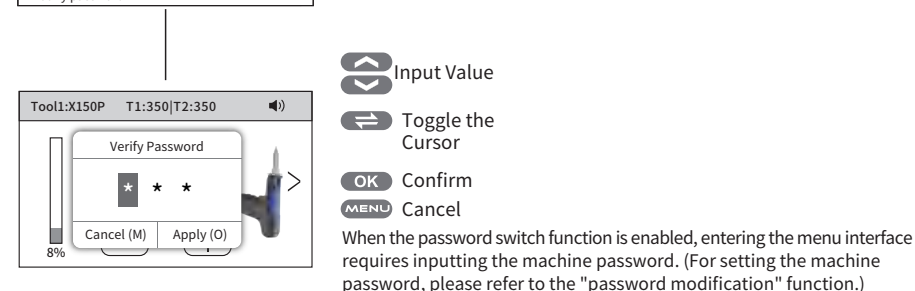 Input Value
Tool1:X150P T1:350|T2:350
Toggle the
Cursor
Verify Password
* * *
OK Confirm
MENU Cancel
Cancel (M) Apply (O)
8%
When the password switch function is enabled, entering the menu interface
requires inputting the machine password. (For setting the machine
password, please refer to the "password modification" function.)